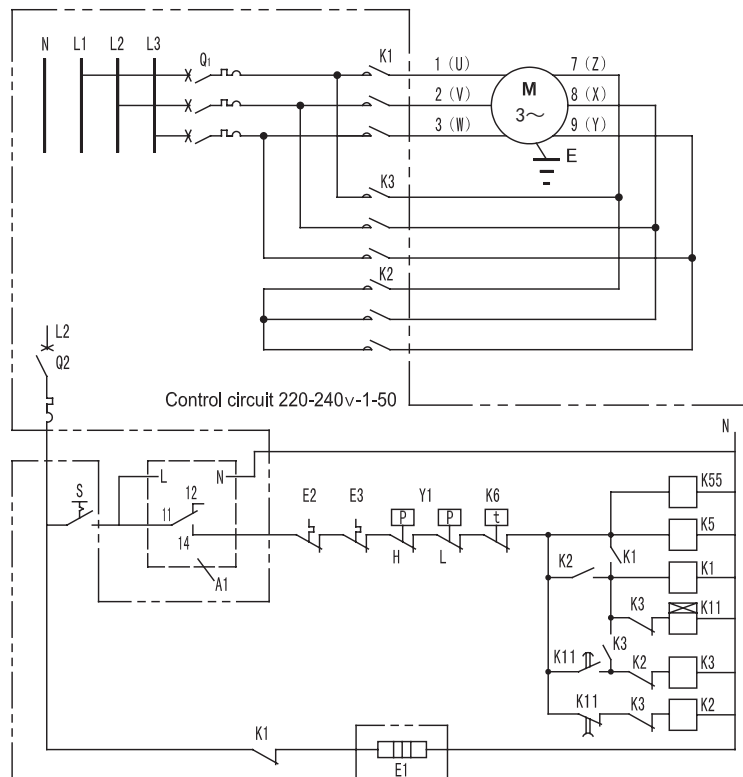 N L1 L2 L3
Q1
K1
1 (U)
7 (Z)
2 (V)
M
3~
8 (X)
3 (W)
9 (Y)
E
K3
K2
L2
Q2
Control circuit 220-240v-1-50
N
S
L
N
12
11
14
A1
E2
E3
Y1
K6
P
P
t
H
L
K55
K5
K1
K2
K1
K3
K11
K11
K3
K2
K3
K11
K3
K2
K1
E1